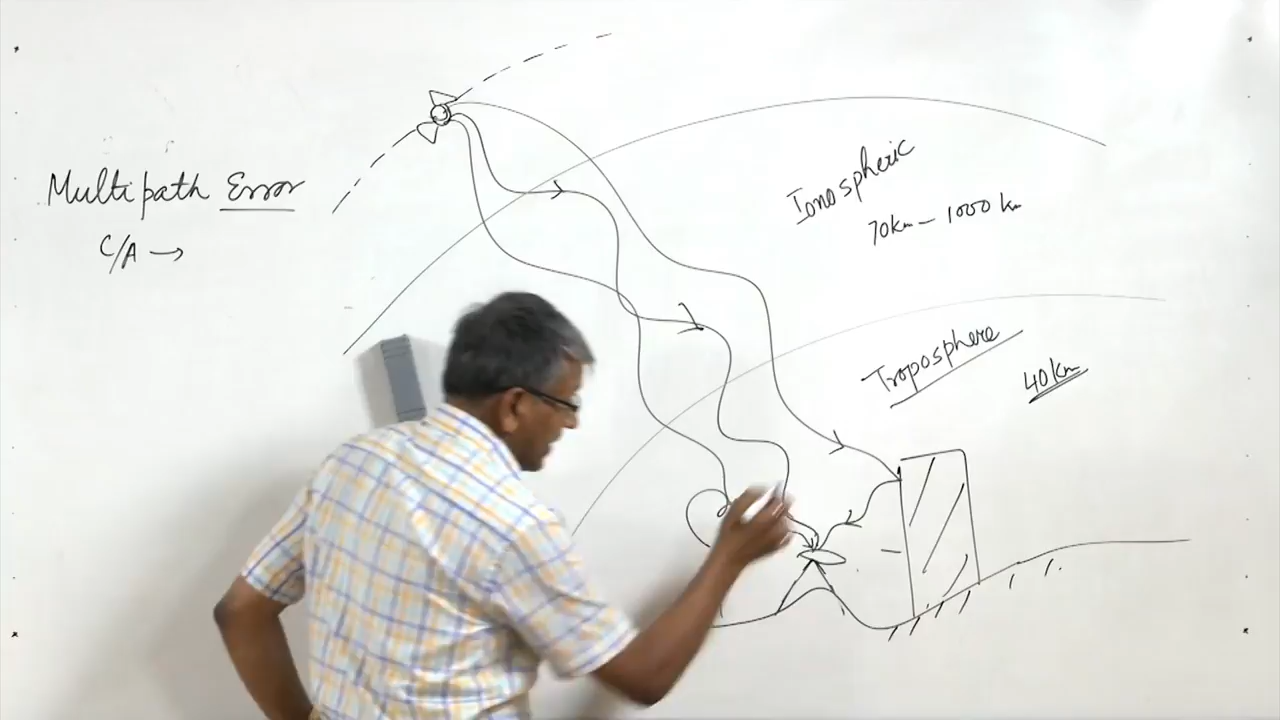 Multipath Error
C/A →
Ionospheric
70km – 1000 km
Troposphere
40km